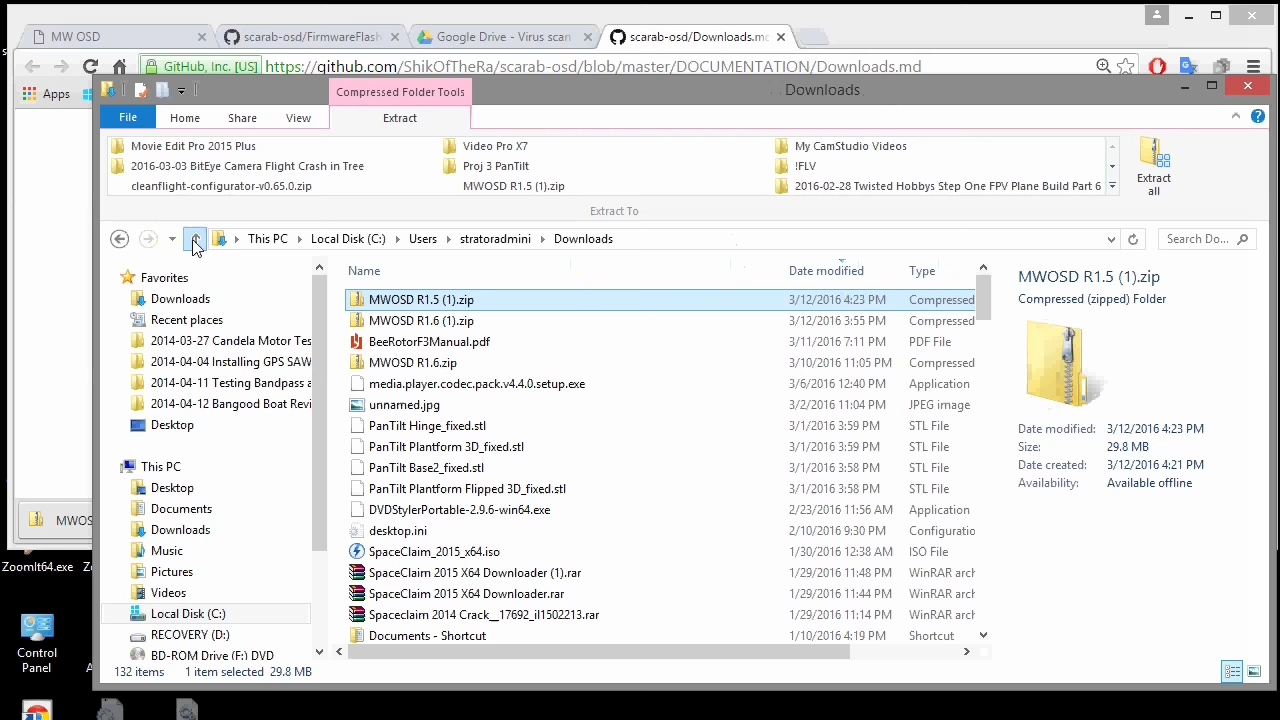 MW OSD
scarab-osd/FirmwareFlash
Google Drive - Virus scan
scarab-osd/Downloads.md
GitHub, Inc. [US] https://github.com/ShikOfTheRa/scarab-osd/blob/master/DOCUMENTATION/Downloads.md
Apps
Compressed Folder Tools
Downloads
File Home Share View Extract
Movie Edit Pro 2015 Plus
Video Pro X7
My CamStudio Videos
2016-03-03 BitEye Camera Flight Crash in Tree
Proj 3 PanTilt
!FLV
cleanflight-configurator-v0.65.0.zip
MWOSD R1.5 (1).zip
2016-02-28 Twisted Hobbys Step One FPV Plane Build Part 6
Extract
all
Extract To
This PC Local Disk (C:) Users stratoradmini Downloads
Search Do...
Favorites
Downloads
Recent places
2014-03-27 Candela Motor Tes
2014-04-04 Installing GPS SAW
2014-04-11 Testing Bandpass a
2014-04-12 Bangood Boat Revi
Desktop
This PC
Desktop
Documents
Downloads
Music
Pictures
Videos
Local Disk (C:)
RECOVERY (D:)
BD-ROM Drive (F:) DVD
Name Date modified Type
MWOSD R1.5 (1).zip 3/12/2016 4:23 PM Compressed
MWOSD R1.6 (1).zip 3/12/2016 3:55 PM Compressed
BeeRotorF3Manual.pdf 3/11/2016 7:11 PM PDF File
MWOSD R1.6.zip 3/10/2016 11:05 PM Compressed
media.player.codec.pack.v4.4.0.setup.exe 3/6/2016 12:40 PM Application
unnamed.jpg 3/2/2016 11:04 PM JPEG image
PanTilt Hinge_fixed.stl 3/1/2016 3:59 PM STL File
PanTilt Plantform 3D_fixed.stl 3/1/2016 3:59 PM STL File
PanTilt Base2_fixed.stl 3/1/2016 3:58 PM STL File
PanTilt Plantform Flipped 3D_fixed.stl 3/1/2016 3:58 PM STL File
DVDStylerPortable-2.9.6-win64.exe 2/23/2016 11:56 AM Application
desktop.ini 2/10/2016 9:30 PM Configuratio
SpaceClaim_2015_x64.iso 1/30/2016 12:38 AM ISO File
SpaceClaim 2015 X64 Downloader (1).rar 1/29/2016 11:48 PM WinRAR arch
SpaceClaim 2015 X64 Downloader.rar 1/29/2016 11:44 PM WinRAR arch
Spaceclaim 2014 Crack__17692_il1502213.rar 1/29/2016 11:14 PM WinRAR arch
Documents - Shortcut 1/10/2016 4:19 PM Shortcut
MWOSD R1.5 (1).zip
Compressed (zipped) Folder
Date modified: 3/12/2016 4:23 PM
Size: 29.8 MB
Date created: 3/12/2016 4:21 PM
Availability: Available offline
132 items 1 item selected 29.8 MB
MWOS
ZoomIt64.exe
Control
Panel